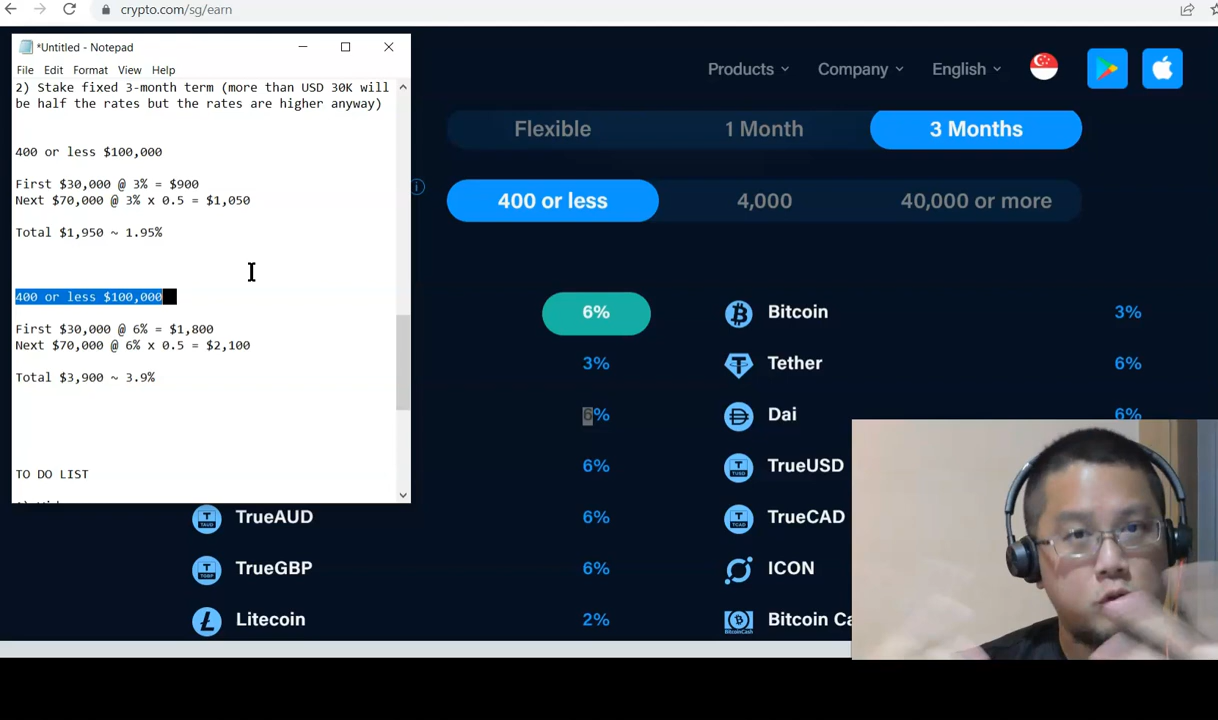 crypto.com/sg/earn
*Untitled - Notepad
File Edit Format View Help
2) Stake fixed 3-month term (more than USD 30K will
be half the rates but the rates are higher anyway)
400 or less $100,000
First $30,000 @ 3% = $900
Next $70,000 @ 3% x 0.5 = $1,050
Total $1,950 ~ 1.95%
400 or less $100,000
First $30,000 @ 6% = $1,800
Next $70,000 @ 6% x 0.5 = $2,100
Total $3,900 ~ 3.9%
TO DO LIST
Products Company English
Flexible 1 Month 3 Months
400 or less 4,000 40,000 or more
6% Bitcoin 3%
3% Tether 6%
6% Dai 6%
6% TrueUSD
TrueAUD 6% TrueCAD
TrueGBP 6% ICON
Litecoin 2% Bitcoin Ca